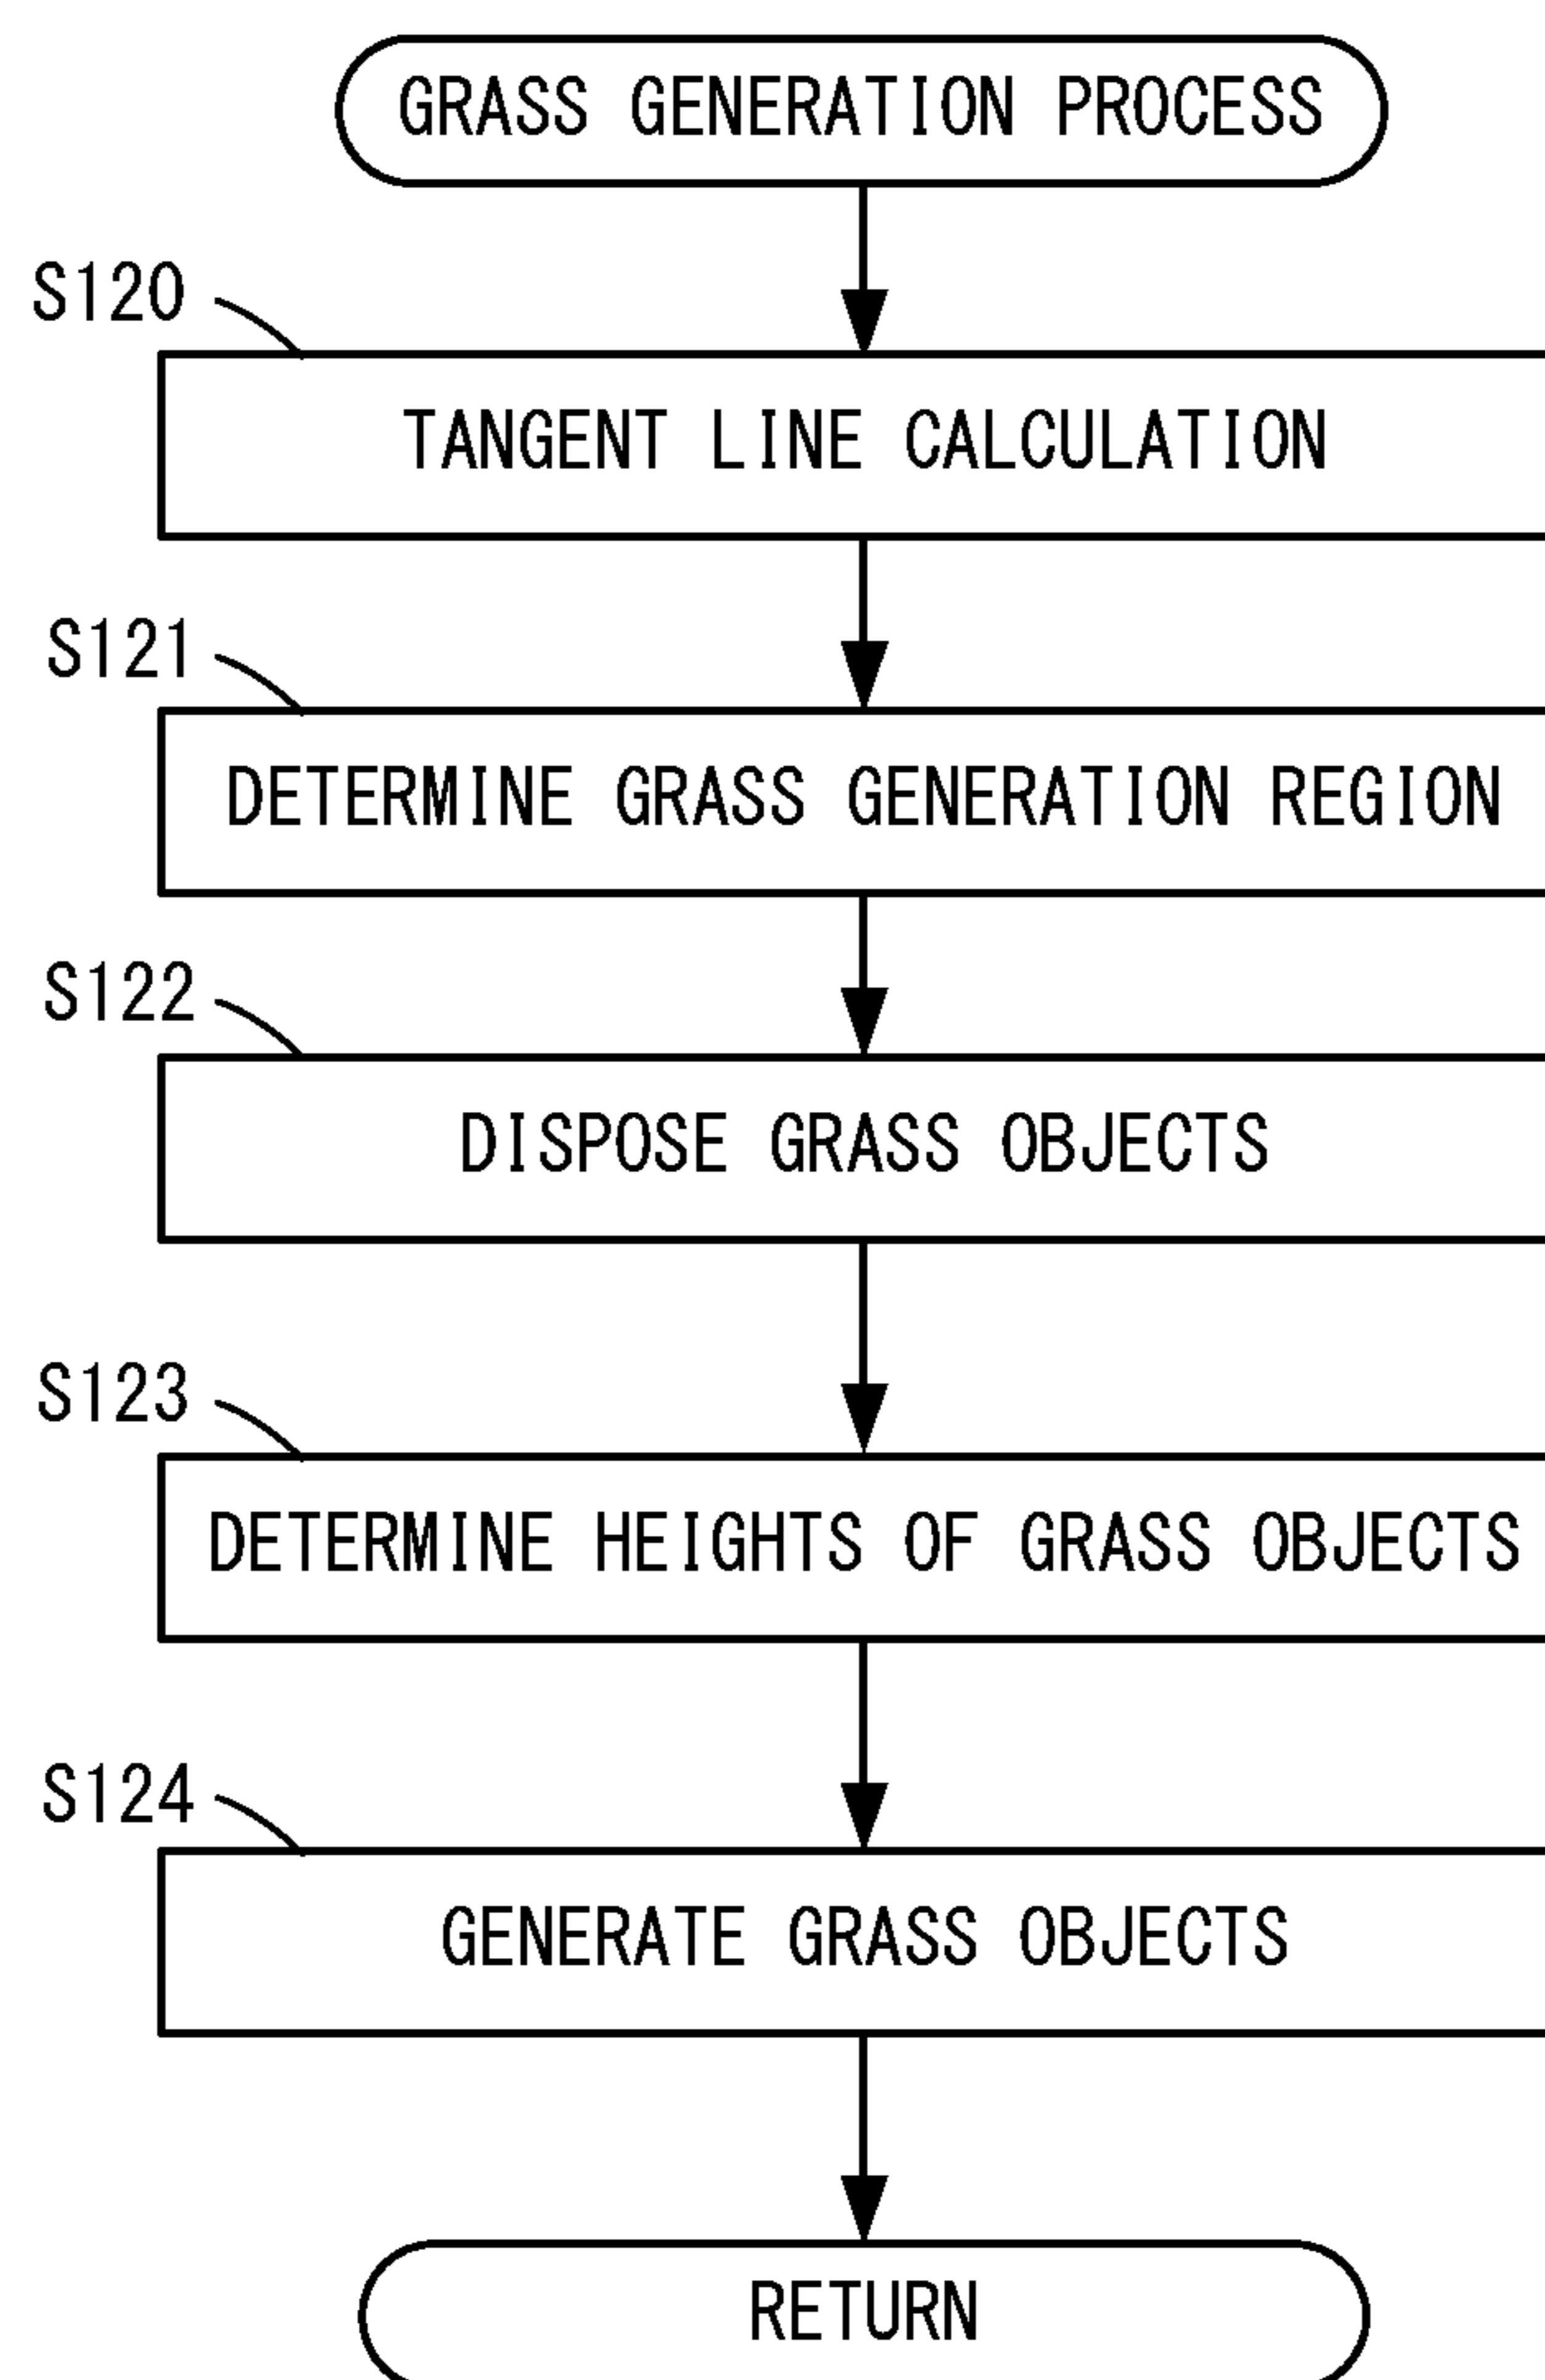 GRASS GENERATION PROCESS
S120
TANGENT LINE CALCULATION
S121
DETERMINE GRASS GENERATION REGION
S122
DISPOSE GRASS OBJECTS
S123
DETERMINE HEIGHTS OF GRASS OBJECTS
S124
GENERATE GRASS OBJECTS
RETURN